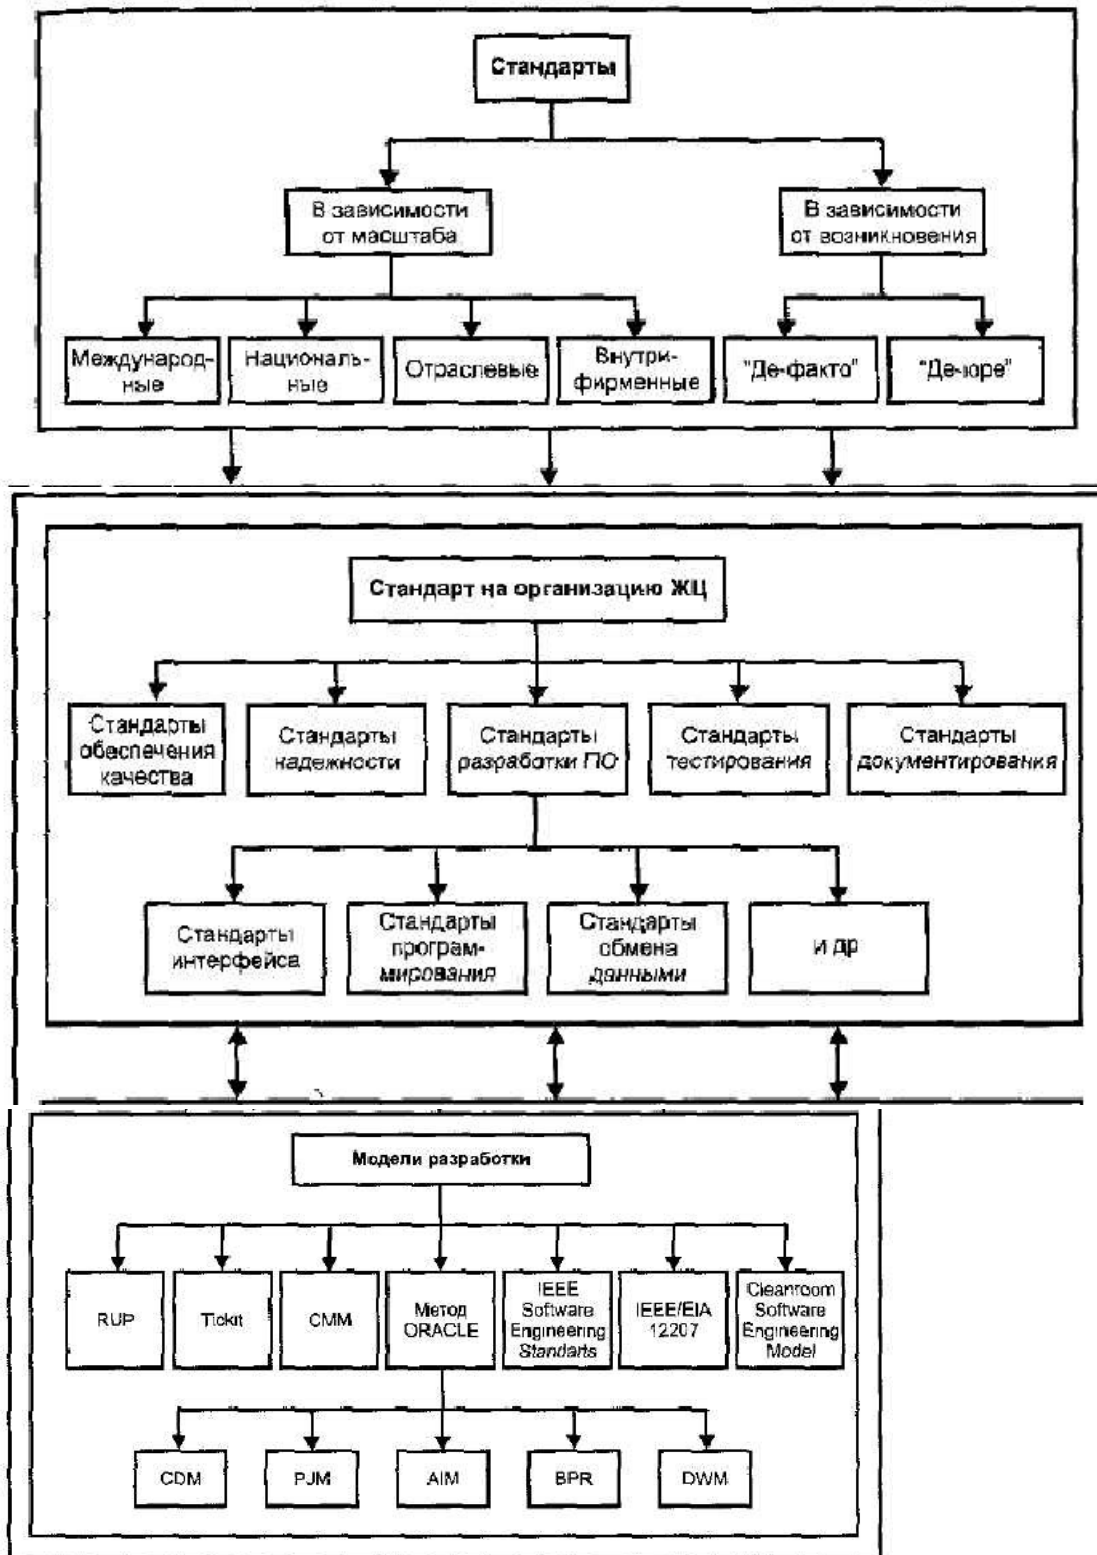 Стандарты
В зависимости
от масштаба
В зависимости
от возникновения
Международ-
ные
Националь-
ные
Отраслевые
Внутри-
фирменные
"Де-факто"
"Де-юре"
Стандарт на организацию ЖЦ
Стандарты
обеспечения
качества
Стандарты
надежности
Стандарты
разработки ПО
Стандарты
тестирования
Стандарты
документирования
Стандарты
интерфейса
Стандарты
програм-
мирования
Стандарты
обмена
данными
и др
Модели разработки
RUP
Tickit
CMM
Метод
ORACLE
IEEE
Software
Engineering
Standarts
IEEE/EIA
12207
Cleanroom
Software
Engineering
Model
CDM
PJM
AIM
BPR
DWM